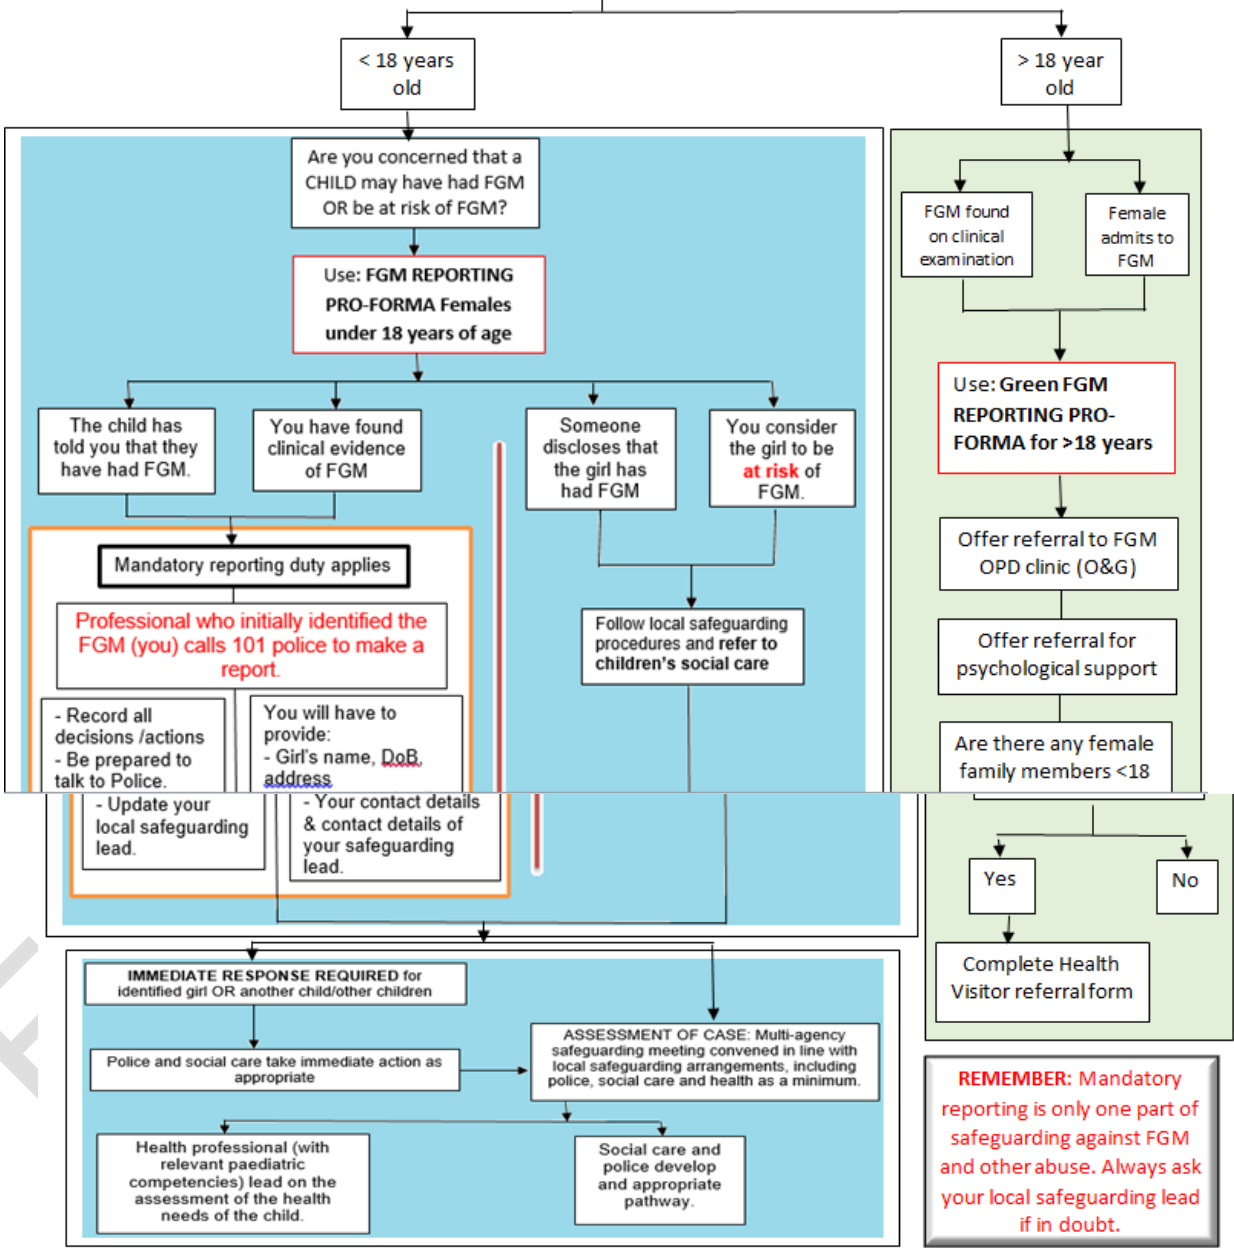 < 18 years
old
> 18 year
old
Are you concerned that a
CHILD may have had FGM
OR be at risk of FGM?
Use: FGM REPORTING
PRO-FORMA Females
under 18 years of age
The child has
told you that they
have had FGM.
You have found
clinical evidence
of FGM
Someone
discloses that
the girl has
had FGM
You consider
the girl to be
at risk of
FGM.
Mandatory reporting duty applies
Professional who initially identified the
FGM (you) calls 101 police to make a
report.
- Record all
decisions /actions
- Be prepared to
talk to Police.
- Update your
local safeguarding
lead.
You will have to
provide:
- Girl's name, DoB,
address
- Your contact details
& contact details of
your safeguarding
lead.
Follow local safeguarding
procedures and refer to
children's social care
IMMEDIATE RESPONSE REQUIRED for
identified girl OR another child/other children
Police and social care take immediate action as
appropriate
ASSESSMENT OF CASE: Multi-agency
safeguarding meeting convened in line with
local safeguarding arrangements, including
police, social care and health as a minimum.
Health professional (with
relevant paediatric
competencies) lead on the
assessment of the health
needs of the child.
Social care and
police develop
and appropriate
pathway.
FGM found
on clinical
examination
Female
admits to
FGM
Use: Green FGM
REPORTING PRO-
FORMA for >18 years
Offer referral to FGM
OPD clinic (O&G)
Offer referral for
psychological support
Are there any female
family members <18
Yes
No
Complete Health
Visitor referral form
REMEMBER: Mandatory
reporting is only one part of
safeguarding against FGM
and other abuse. Always ask
your local safeguarding lead
if in doubt.